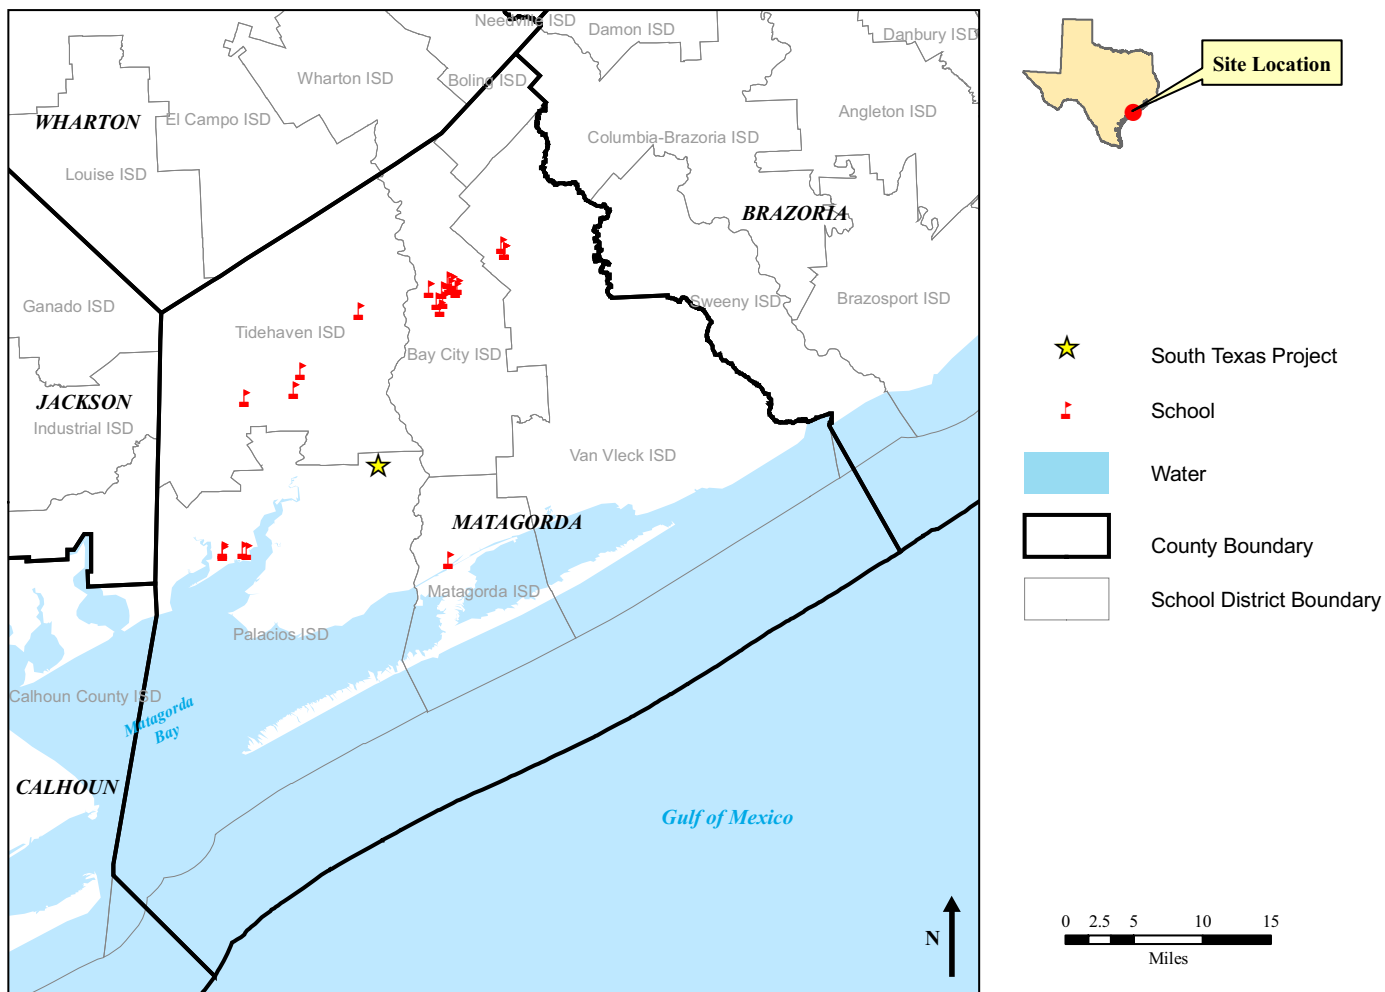 Needville ISD
Damon ISD
Danbury ISD
Wharton ISD
Boling ISD
Site Location
WHARTON
El Campo ISD
Angleton ISD
Columbia-Brazoria ISD
Louise ISD
BRAZORIA
Ganado ISD
Sweeny ISD
Brazosport ISD
Tidehaven ISD
Bay City ISD
South Texas Project
JACKSON
School
Industrial ISD
Van Vleck ISD
Water
MATAGORDA
County Boundary
Matagorda ISD
School District Boundary
Palacios ISD
Calhoun County ISD
Matagorda
Bay
CALHOUN
Gulf of Mexico
N
0 2.5 5 10 15
Miles